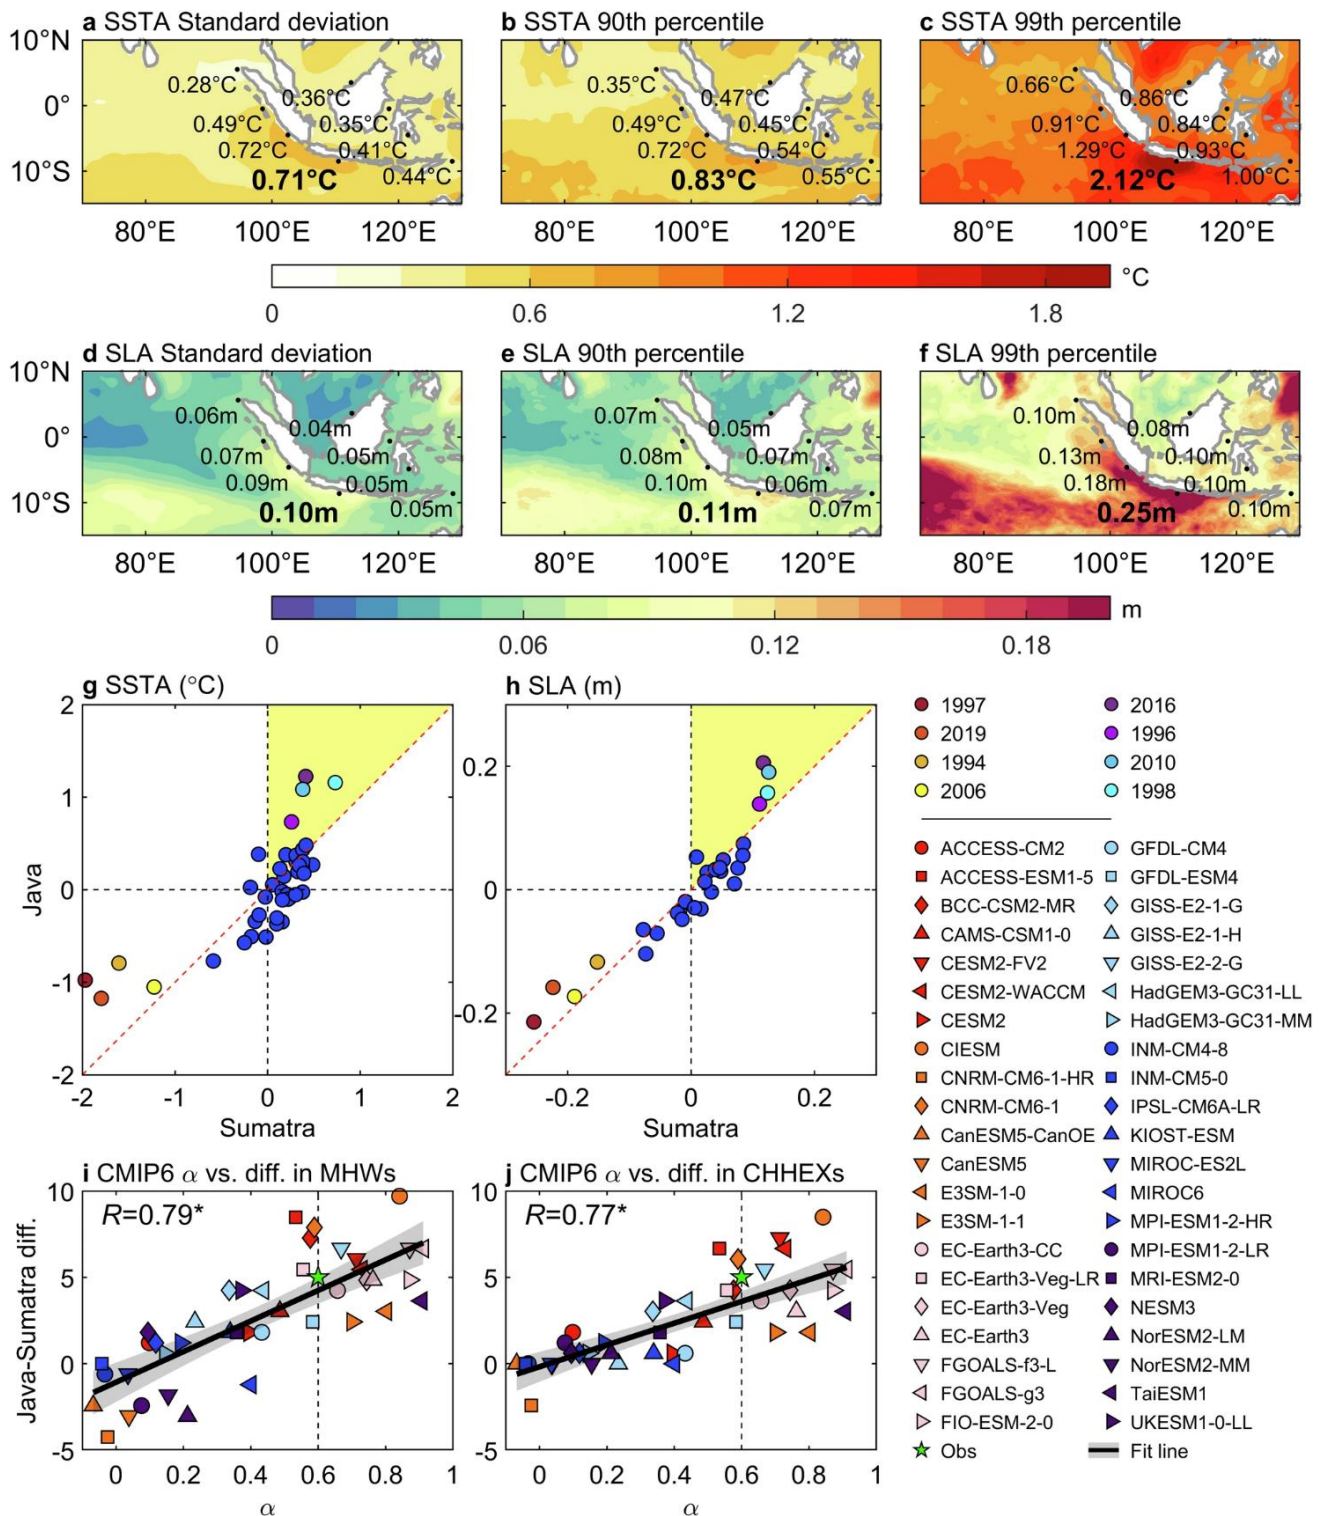 a SSTA Standard deviation
b SSTA 90th percentile
c SSTA 99th percentile
10°N
0°
10°S
0.28°C
0.36°C
0.49°C
0.35°C
0.72°C
0.41°C
0.71°C
0.44°C
0.35°C
0.47°C
0.49°C
0.45°C
0.72°C
0.54°C
0.83°C
0.55°C
0.66°C
0.86°C
0.91°C
0.84°C
1.29°C
0.93°C
2.12°C
1.00°C
80°E 100°E 120°E
80°E 100°E 120°E
80°E 100°E 120°E
°C
0 0.6 1.2 1.8
d SLA Standard deviation
e SLA 90th percentile
f SLA 99th percentile
10°N
0°
10°S
0.06m
0.04m
0.07m
0.05m
0.09m
0.05m
0.10m
0.05m
0.07m
0.05m
0.08m
0.07m
0.10m
0.06m
0.11m
0.07m
0.10m
0.08m
0.13m
0.10m
0.18m
0.10m
0.25m
0.10m
80°E 100°E 120°E
80°E 100°E 120°E
80°E 100°E 120°E
m
0 0.06 0.12 0.18
g SSTA (°C)
2
1
0
-1
-2
Java
-2 -1 0 1 2
Sumatra
h SLA (m)
0.2
0
-0.2
-0.2 0 0.2
Sumatra
1997
2019
1994
2006
2016
1996
2010
1998
ACCESS-CM2
ACCESS-ESM1-5
BCC-CSM2-MR
CAMS-CSM1-0
CESM2-FV2
CESM2-WACCM
CESM2
CIESM
CNRM-CM6-1-HR
CNRM-CM6-1
CanESM5-CanOE
CanESM5
E3SM-1-0
E3SM-1-1
EC-Earth3-CC
EC-Earth3-Veg-LR
EC-Earth3-Veg
EC-Earth3
FGOALS-f3-L
FGOALS-g3
FIO-ESM-2-0
Obs
GFDL-CM4
GFDL-ESM4
GISS-E2-1-G
GISS-E2-1-H
GISS-E2-2-G
HadGEM3-GC31-LL
HadGEM3-GC31-MM
INM-CM4-8
INM-CM5-0
IPSL-CM6A-LR
KIOST-ESM
MIROC-ES2L
MIROC6
MPI-ESM1-2-HR
MPI-ESM1-2-LR
MRI-ESM2-0
NESM3
NorESM2-LM
NorESM2-MM
TaiESM1
UKESM1-0-LL
Fit line
i CMIP6 α vs. diff. in MHWs
R=0.79*
10
5
0
-5
Java-Sumatra diff.
0 0.2 0.4 0.6 0.8 1
α
j CMIP6 α vs. diff. in CHHEXs
R=0.77*
10
5
0
-5
0 0.2 0.4 0.6 0.8 1
α